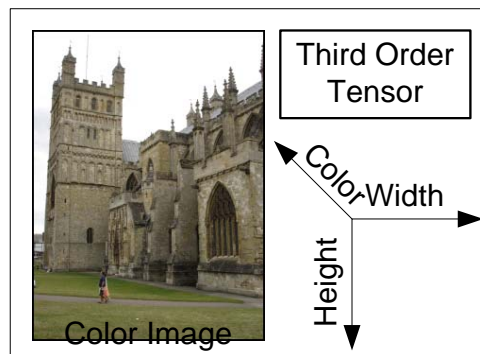 Third Order
Tensor
Color
Width
Height
Color Image